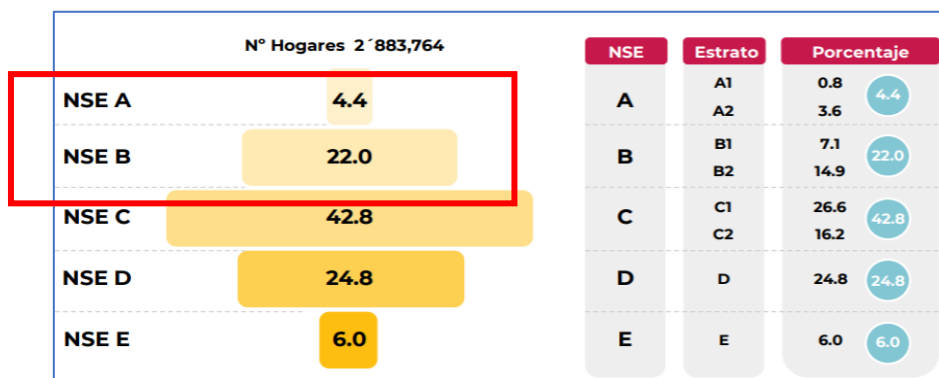 Nº Hogares 2´883,764
NSE A 4.4
NSE B 22.0
NSE C 42.8
NSE D 24.8
NSE E 6.0
NSE Estrato Porcentaje
A1 0.8
A 4.4
A2 3.6
B1 7.1
B 22.0
B2 14.9
C1 26.6
C 42.8
C2 16.2
D D 24.8 24.8
E E 6.0 6.0